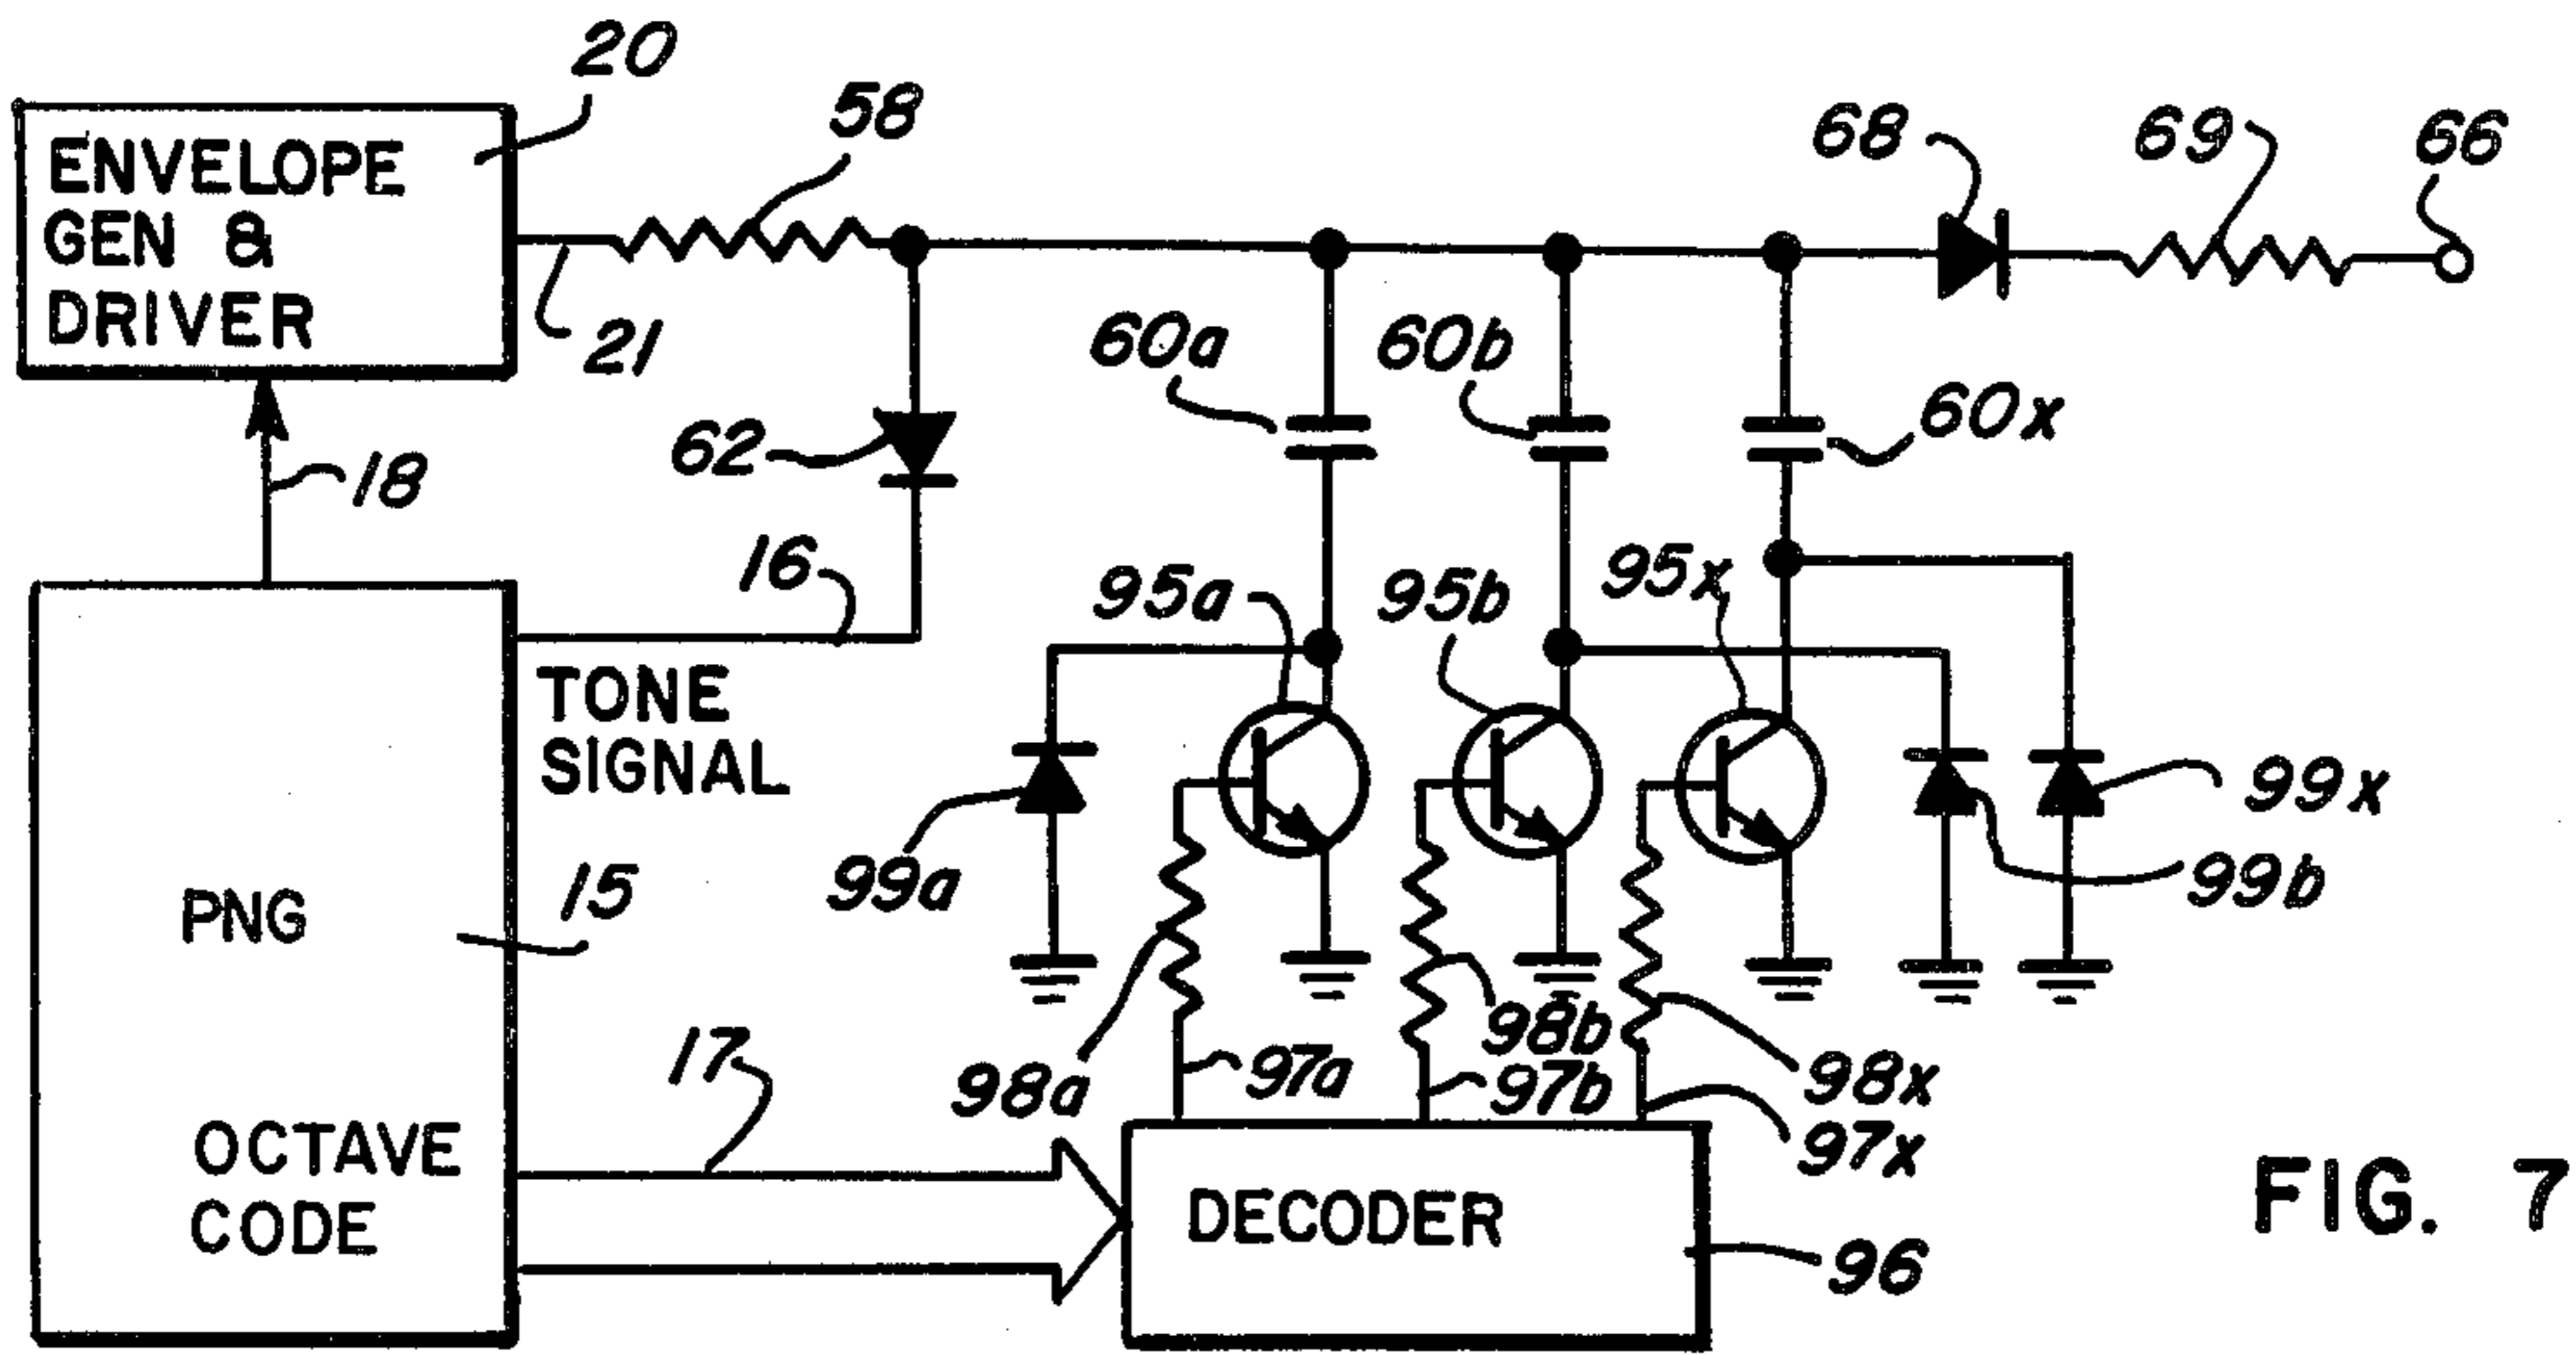 20
58
68
69
66
ENVELOPE
GEN &
DRIVER
21
60a
60b
60x
62
18
16
95a
95b
95x
TONE
SIGNAL
99a
99x
99b
PNG
15
98a
97a
98b
97b
98x
97x
17
OCTAVE
CODE
DECODER
96
FIG. 7